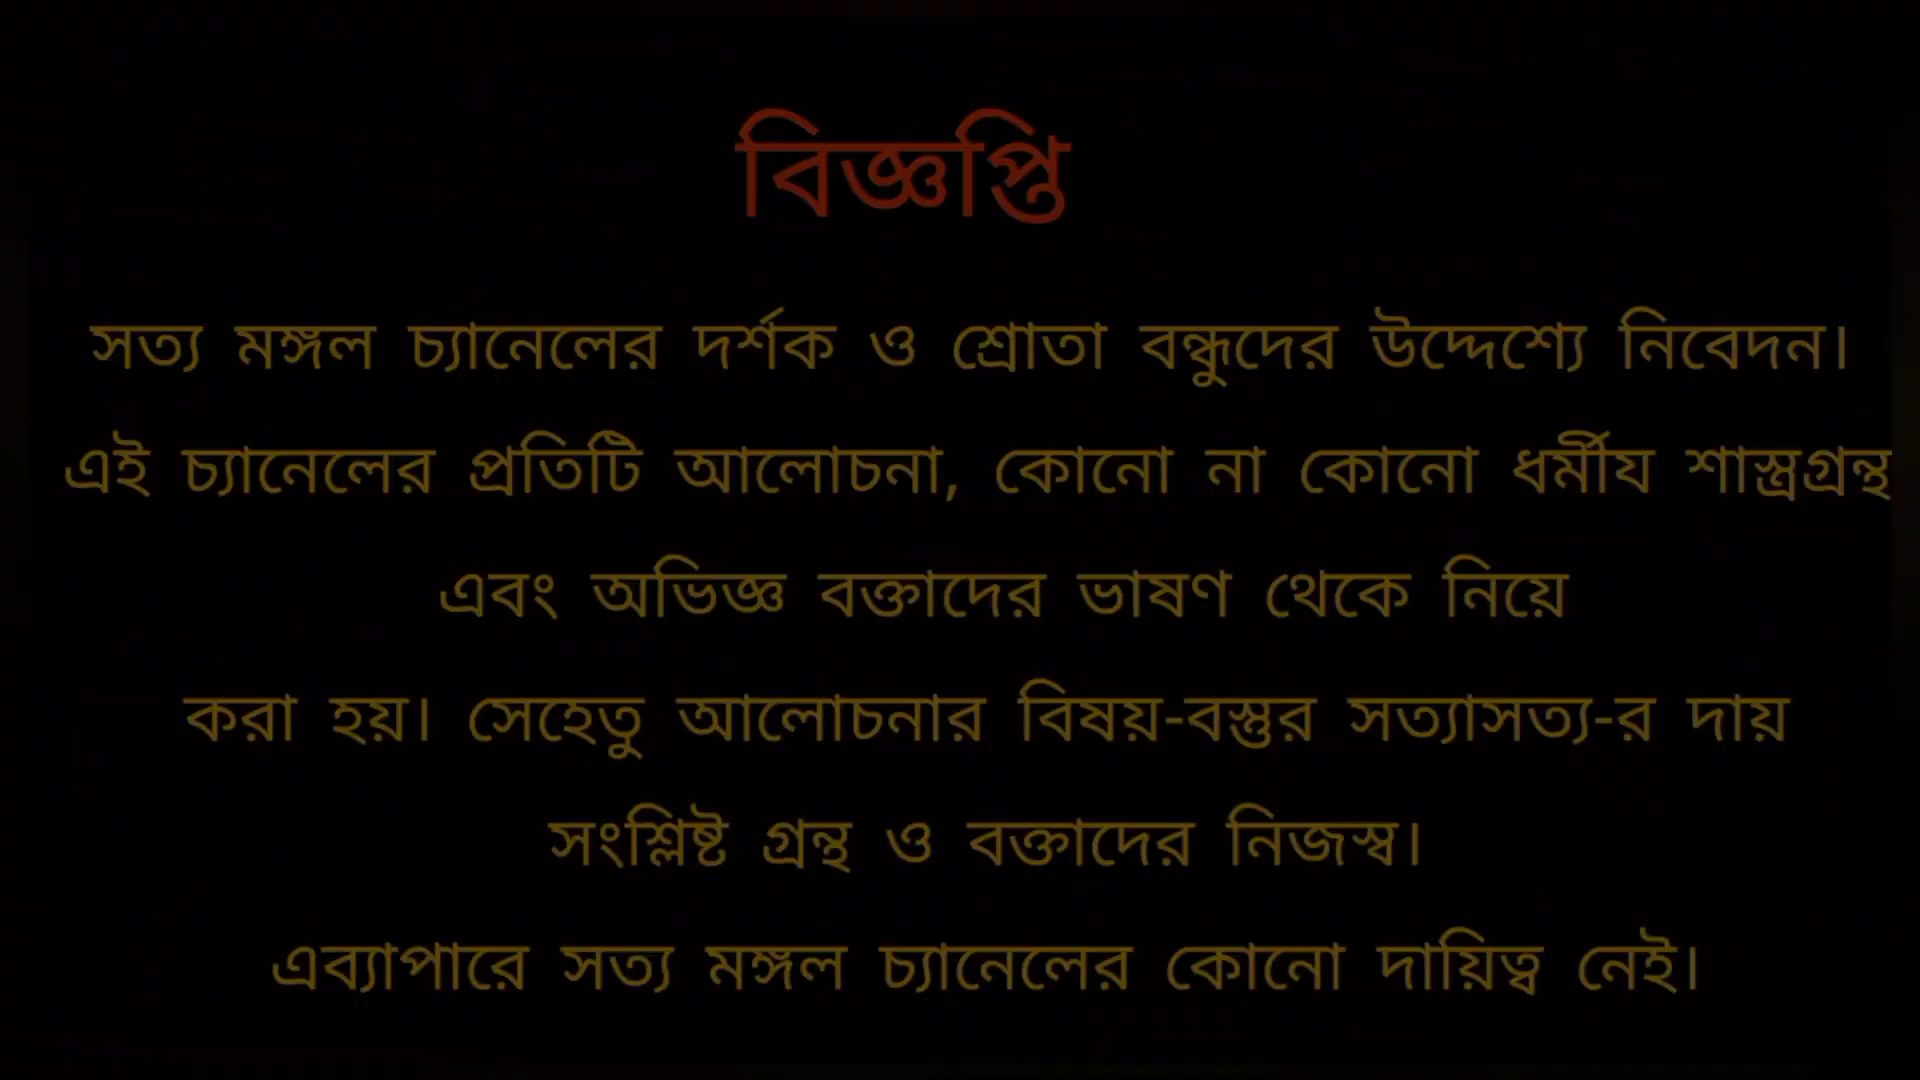 বিজ্ঞপ্তি
সত্য মঙ্গল চ্যানেলের দর্শক ও শ্রোতা বন্ধুদের উদ্দেশ্যে নিবেদন।
এই চ্যানেলের প্রতিটি আলোচনা, কোনো না কোনো ধর্মীয শাস্ত্রগ্রন্থ
এবং অভিজ্ঞ বক্তাদের ভাষণ থেকে নিয়ে
করা হয়। সেহেতু আলোচনার বিষয়-বস্তুর সত্যাসত্য-র দায়
সংশ্লিষ্ট গ্রন্থ ও বক্তাদের নিজস্ব।
এব্যাপারে সত্য মঙ্গল চ্যানেলের কোনো দায়িত্ব নেই।